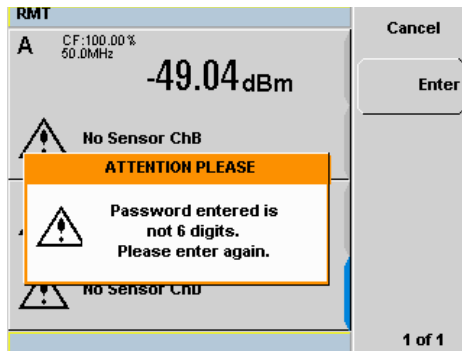 RMT
Cancel
A
CF:100.00%
50.0MHz
-49.04dBm
Enter
No Sensor ChB
ATTENTION PLEASE
Password entered is
not 6 digits.
Please enter again.
No Sensor ChD
1 of 1